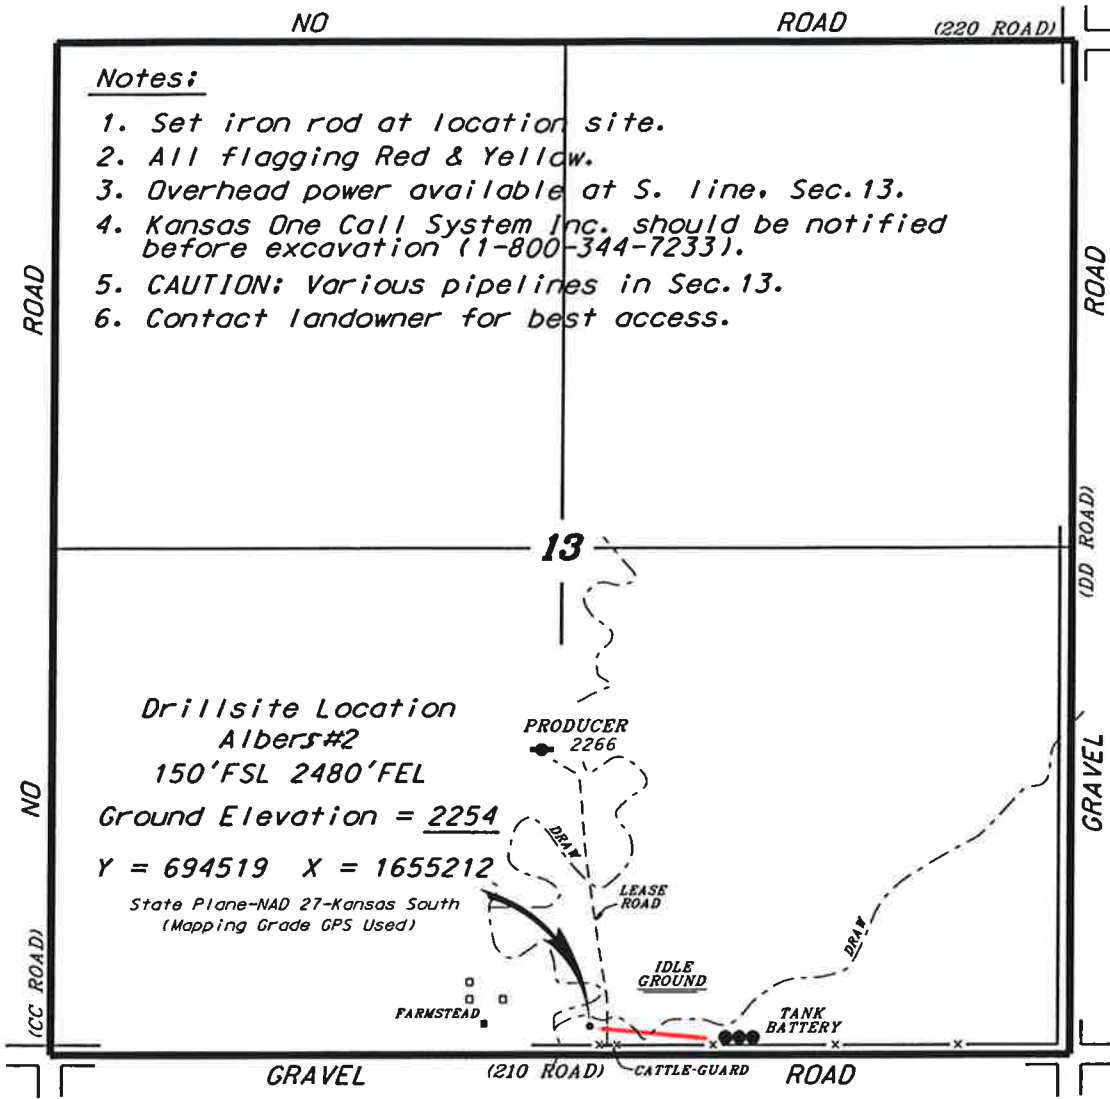 NO ROAD (220 ROAD)
Notes:
1. Set iron rod at location site.
2. All flagging Red & Yellow.
3. Overhead power available at S. line, Sec.13.
4. Kansas One Call System Inc. should be notified
before excavation (1-800-344-7233).
5. CAUTION: Various pipelines in Sec.13.
6. Contact landowner for best access.
ROAD
ROAD
13
(DD ROAD)
Drillsite Location
Albers#2
150'FSL 2480'FEL
Ground Elevation = 2254
Y = 694519 X = 1655212
State Plane-NAD 27-Kansas South
(Mapping Grade GPS Used)
PRODUCER
2266
NO
GRAVEL
DRAW
LEASE
ROAD
DRAW
(CC ROAD)
IDLE
GROUND
FARMSTEAD
TANK
BATTERY
GRAVEL (210 ROAD) CATTLE-GUARD ROAD